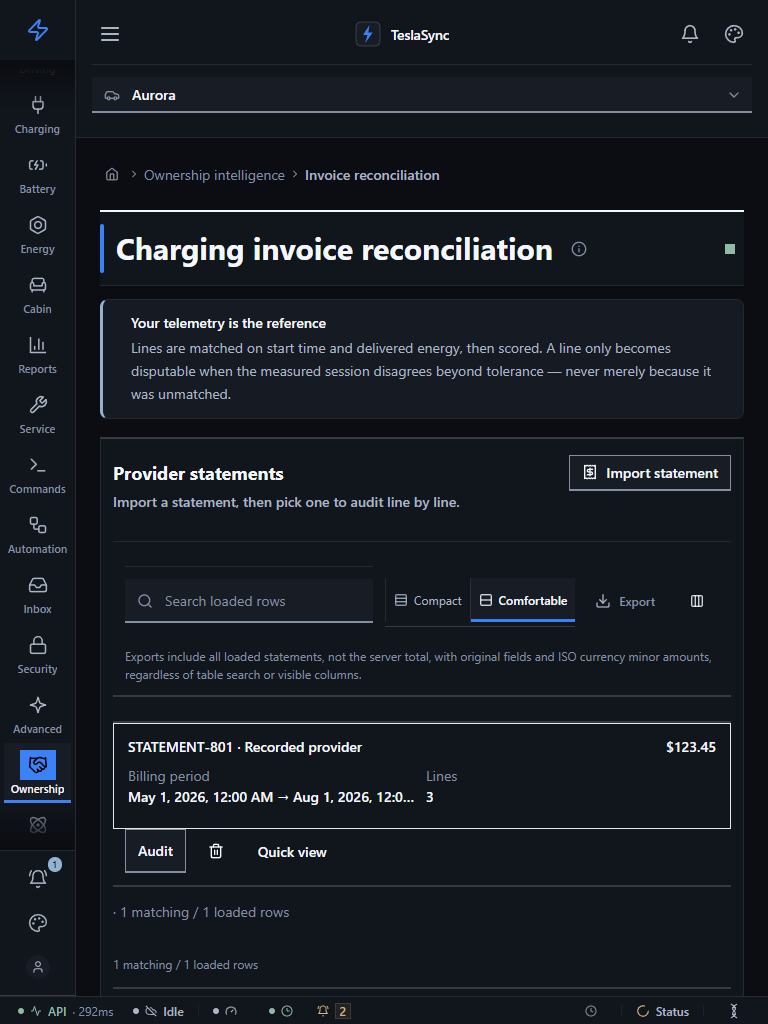 TeslaSync
Aurora
Driving
Charging
Battery
Energy
Cabin
Reports
Service
Commands
Automation
Inbox
Security
Advanced
Ownership
1
Ownership intelligence
Invoice reconciliation
Charging invoice reconciliation
Your telemetry is the reference
Lines are matched on start time and delivered energy, then scored. A line only becomes
disputable when the measured session disagrees beyond tolerance — never merely because it
was unmatched.
Provider statements
Import statement
Import a statement, then pick one to audit line by line.
Search loaded rows
Compact
Comfortable
Export
Exports include all loaded statements, not the server total, with original fields and ISO currency minor amounts,
regardless of table search or visible columns.
STATEMENT-801 · Recorded provider
$123.45
Billing period
Lines
May 1, 2026, 12:00 AM → Aug 1, 2026, 12:0...
3
Audit
Quick view
· 1 matching / 1 loaded rows
1 matching / 1 loaded rows
API · 292ms
Idle
2
Status